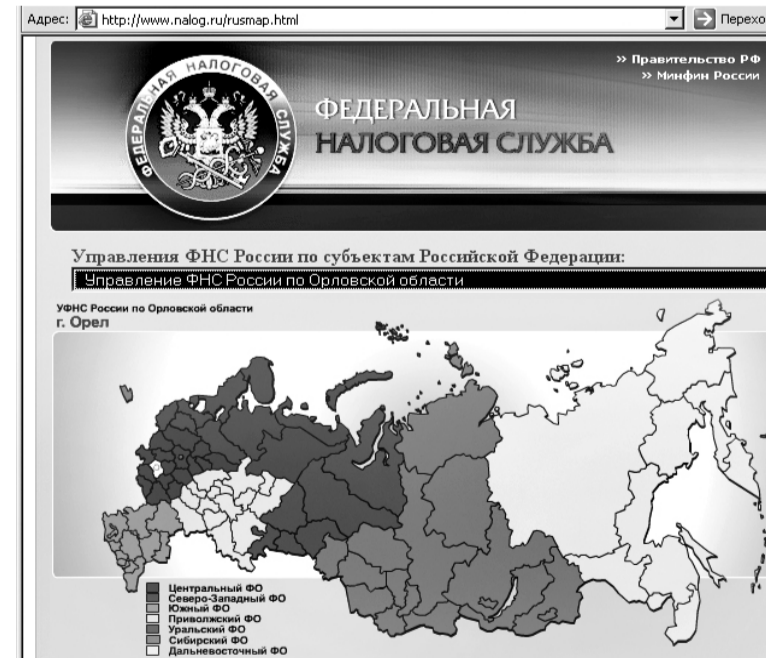 Адрес: http://www.nalog.ru/rusmap.html Перехо
>> Правительство РФ
>> Минфин России
ФЕДЕРАЛЬНАЯ НАЛОГОВАЯ СЛУЖБА
ФЕДЕРАЛЬНАЯ
НАЛОГОВАЯ СЛУЖБА
Управления ФНС России по субъектам Российской Федерации:
Управление ФНС России по Орловской области
УФНС России по Орловской области
г. Орел
Центральный ФО
Северо-Западный ФО
Южный ФО
Приволжский ФО
Уральский ФО
Сибирский ФО
Дальневосточный ФО